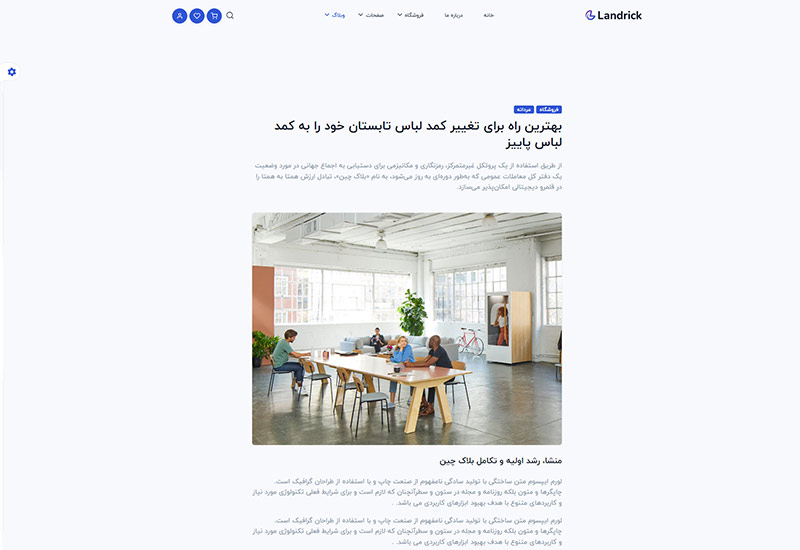 Landrick
خانه
درباره ما
فروشگاه
صفحات
وبلاگ
فروشگاه مردانه
بهترین راه برای تغییر کمد لباس تابستان خود را به کمد
لباس پاییز
از طریق استفاده از یک پروتکل غیرمتمرکز، رمزنگاری و مکانیزمی برای دستیابی به اجماع جهانی در مورد وضعیت
یک دفتر کل معاملات عمومی که به‌طور دوره‌ای به روز می‌شود، به نام «بلاک چین»، تبادل ارزش همتا به همتا را
در قلمرو دیجیتالی امکان‌پذیر می‌سازد.
منشا، رشد اولیه و تکامل بلاک چین
لورم ایپسوم متن ساختگی با تولید سادگی نامفهوم از صنعت چاپ و با استفاده از طراحان گرافیک است.
چاپگرها و متون بلکه روزنامه و مجله در ستون و سطرآنچنان که لازم است و برای شرایط فعلی تکنولوژی مورد نیاز
و کاربردهای متنوع با هدف بهبود ابزارهای کاربردی می باشد.
لورم ایپسوم متن ساختگی با تولید سادگی نامفهوم از صنعت چاپ و با استفاده از طراحان گرافیک است.
چاپگرها و متون بلکه روزنامه و مجله در ستون و سطرآنچنان که لازم است و برای شرایط فعلی تکنولوژی مورد نیاز
و کاربردهای متنوع با هدف بهبود ابزارهای کاربردی می باشد. .